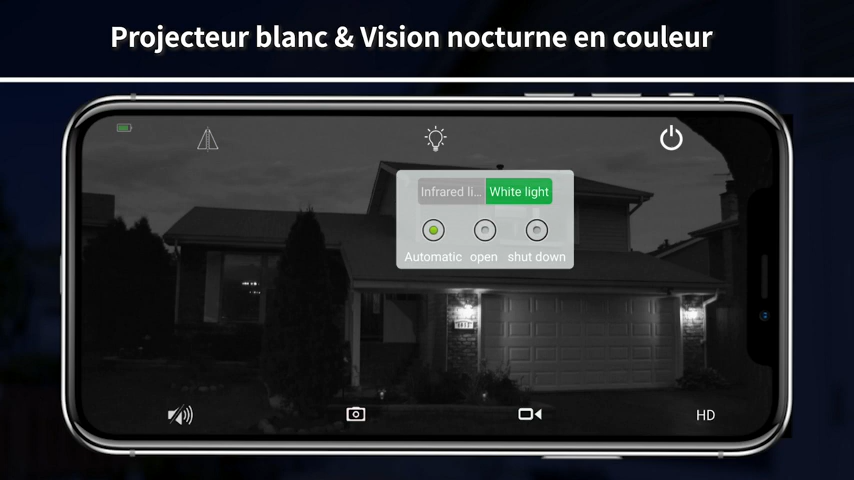 Projecteur blanc & Vision nocturne en couleur
Infrared li... White light
Automatic open shut down
HD